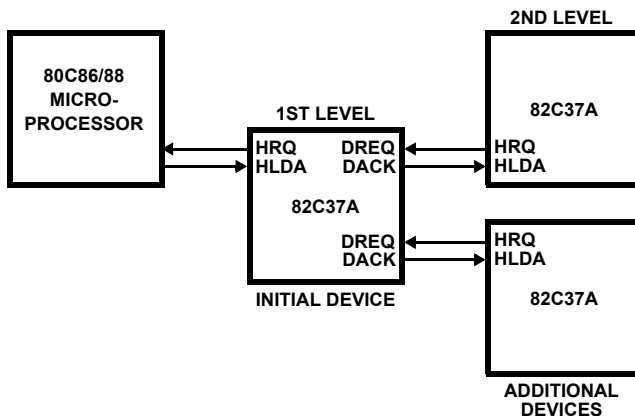 2ND LEVEL
80C86/88
MICRO-
PROCESSOR
1ST LEVEL
HRQ
HLDA
DREQ
DACK
82C37A
DREQ
DACK
INITIAL DEVICE
82C37A
HRQ
HLDA
HRQ
HLDA
82C37A
ADDITIONAL
DEVICES